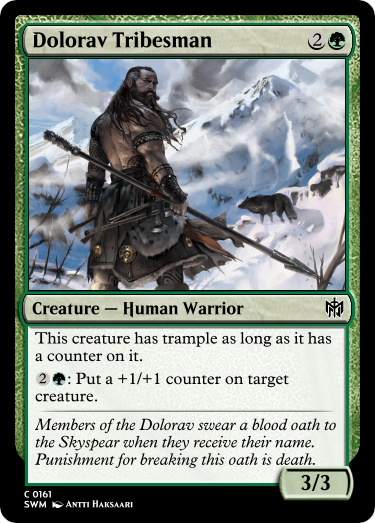 Dolorav Tribesman 2
Creature — Human Warrior
This creature has trample as long as it has
a counter on it.
2 : Put a +1/+1 counter on target
creature.
Members of the Dolorav swear a blood oath to
the Skyspear when they receive their name.
Punishment for breaking this oath is death.
3/3
C 0161
SWM Antti Haksaari